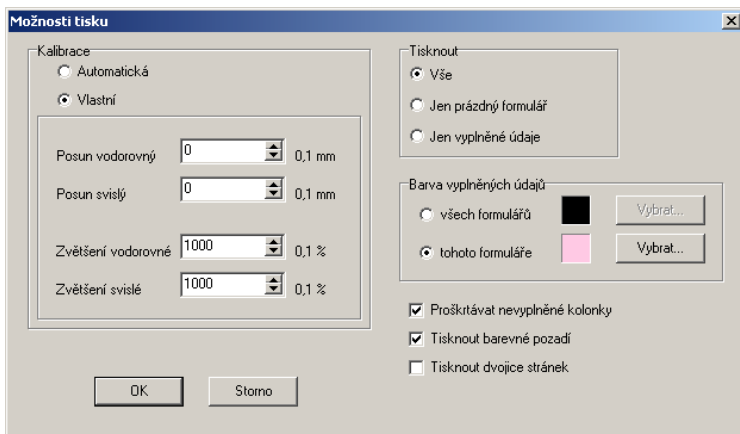 Možnosti tisku
Kalibrace
Automatická
Vlastní
Posun vodorovný 0 0,1 mm
Posun svislý 0 0,1 mm
Zvětšení vodorovné 1000 0,1 %
Zvětšení svislé 1000 0,1 %
OK Storno
Tisknout
Vše
Jen prázdný formulář
Jen vyplněné údaje
Barva vyplněných údajů
všech formulářů Vybrat...
tohoto formuláře Vybrat...
Proškrtávat nevyplněné kolonky
Tisknout barevné pozadí
Tisknout dvojice stránek